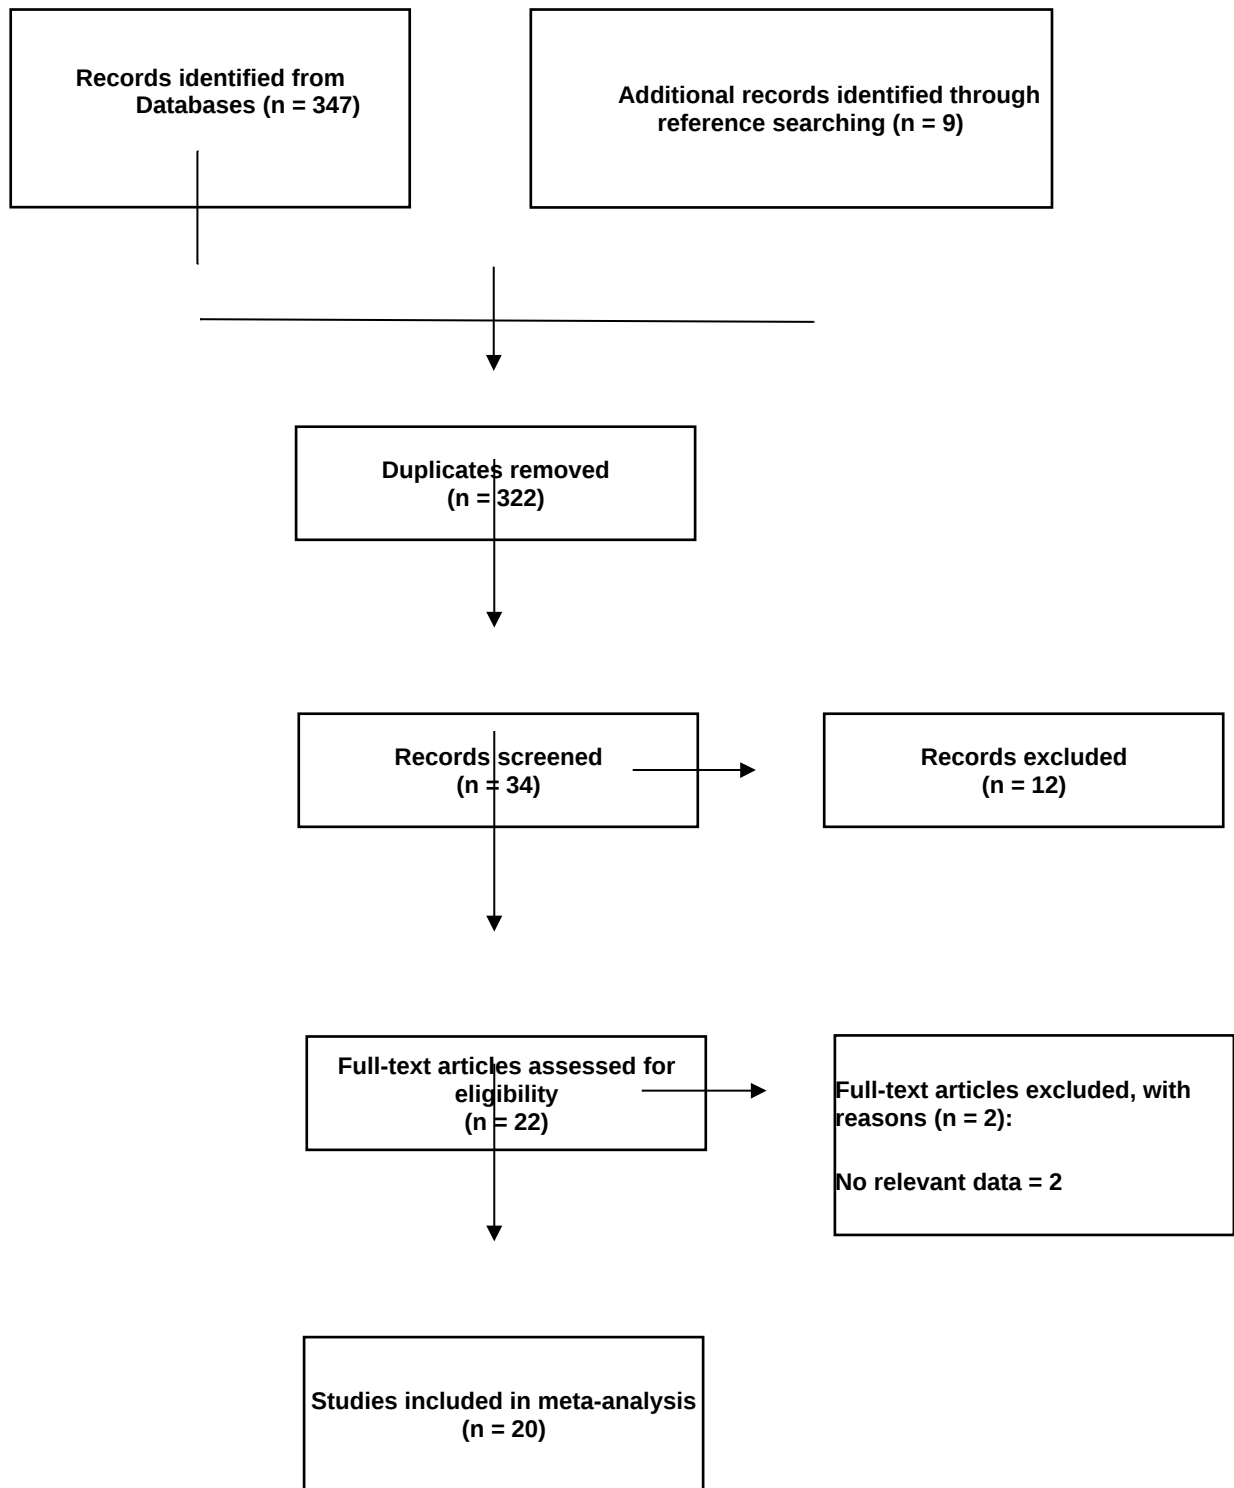 Records identified from
Databases (n = 347)
Additional records identified through
reference searching (n = 9)
Duplicates removed
(n = 322)
Records screened
(n = 34)
Records excluded
(n = 12)
Full-text articles assessed for
eligibility
(n = 22)
Full-text articles excluded, with
reasons (n = 2):
No relevant data = 2
Studies included in meta-analysis
(n = 20)